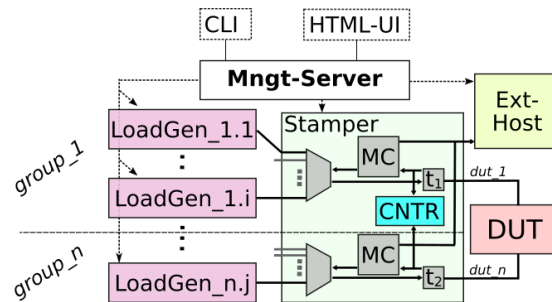 CLI
HTML-UI
Mngt-Server
Ext-
Host
group_1
LoadGen_1.1
Stamper
MC
LoadGen_1.i
t1
dut_1
CNTR
DUT
group_n
MC
LoadGen_n.j
t2
dut_n